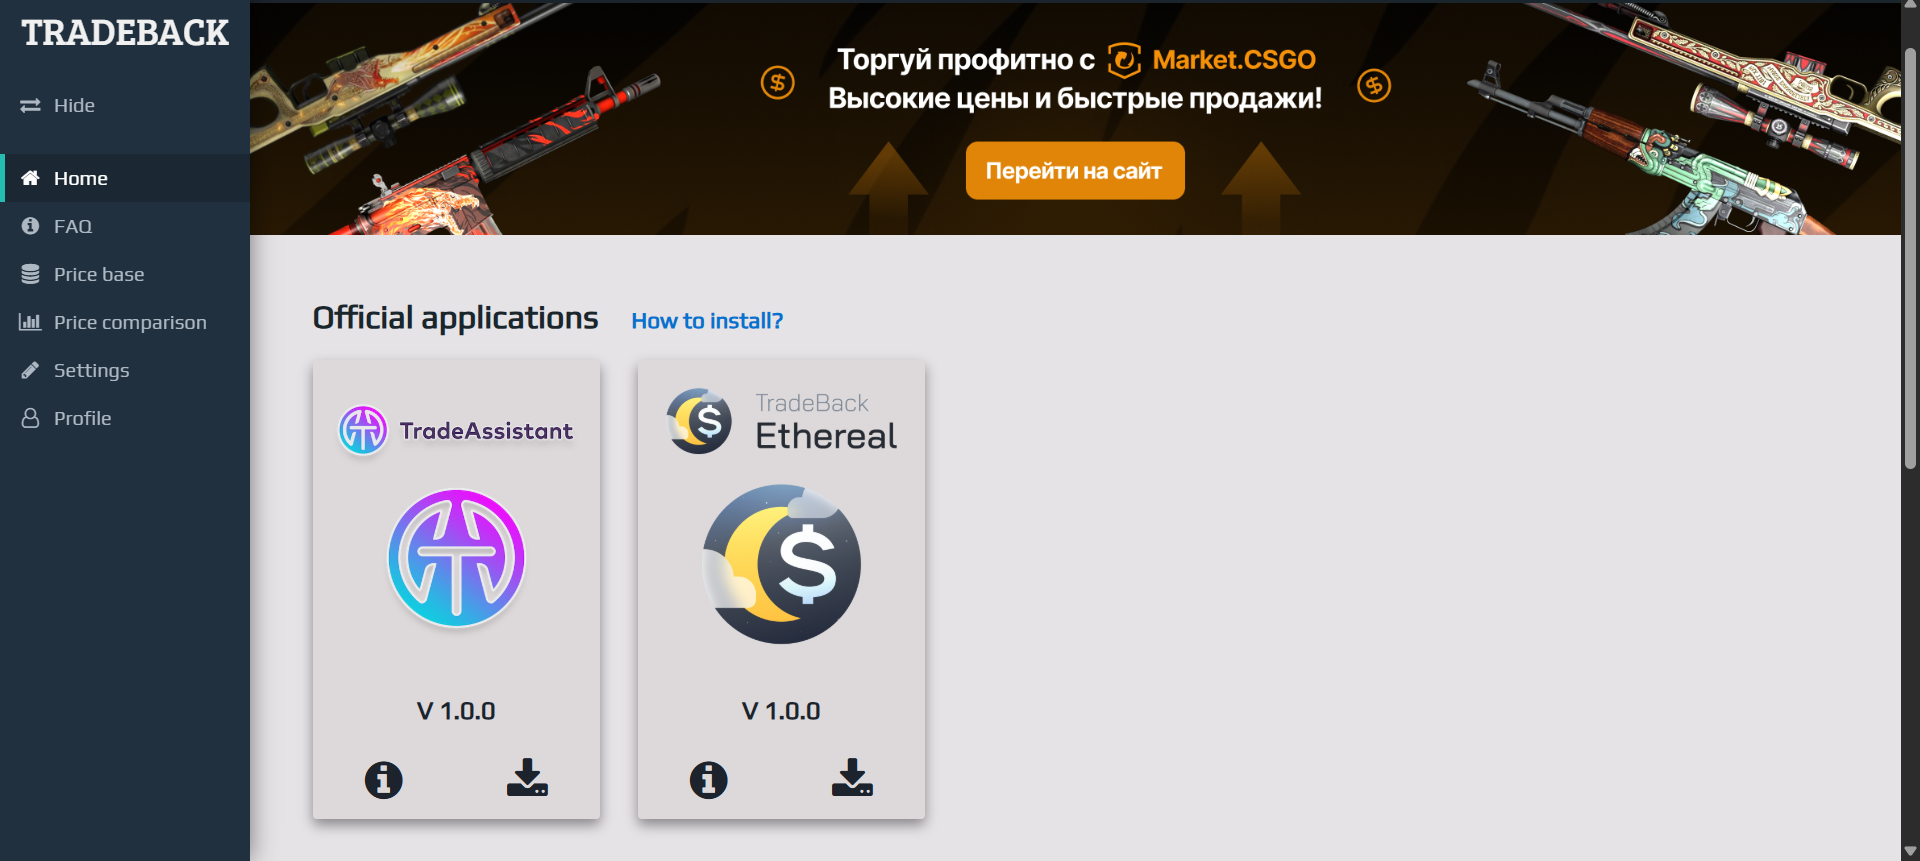 TRADEBACK
Hide
Home
FAQ
Price base
Price comparison
Settings
Profile
Торгуй профитно с Market.CSGO
Высокие цены и быстрые продажи!
Перейти на сайт
Official applications
How to install?
TradeAssistant
V 1.0.0
TradeBack
Ethereal
V 1.0.0